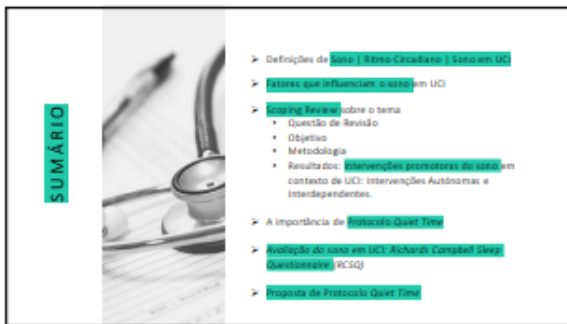 SUMÁRIO
➢ Definições de Sono | Ritmo Circadiano | Sono em UCI
➢ Fatores que influenciam o sono em UCI
➢ Scoping Review sobre o tema
▪ Questão de Revisão
▪ Objetivo
▪ Metodologia
▪ Resultados: Intervenções promotoras do sono em
contexto de UCI: Intervenções Autónomas e
Interdependentes.
➢ A importância de Protocolo Quiet Time
➢ Avaliação do sono em UCI: Richards Campbell Sleep
Questionnaire (RCSQ)
➢ Proposta de Protocolo Quiet Time